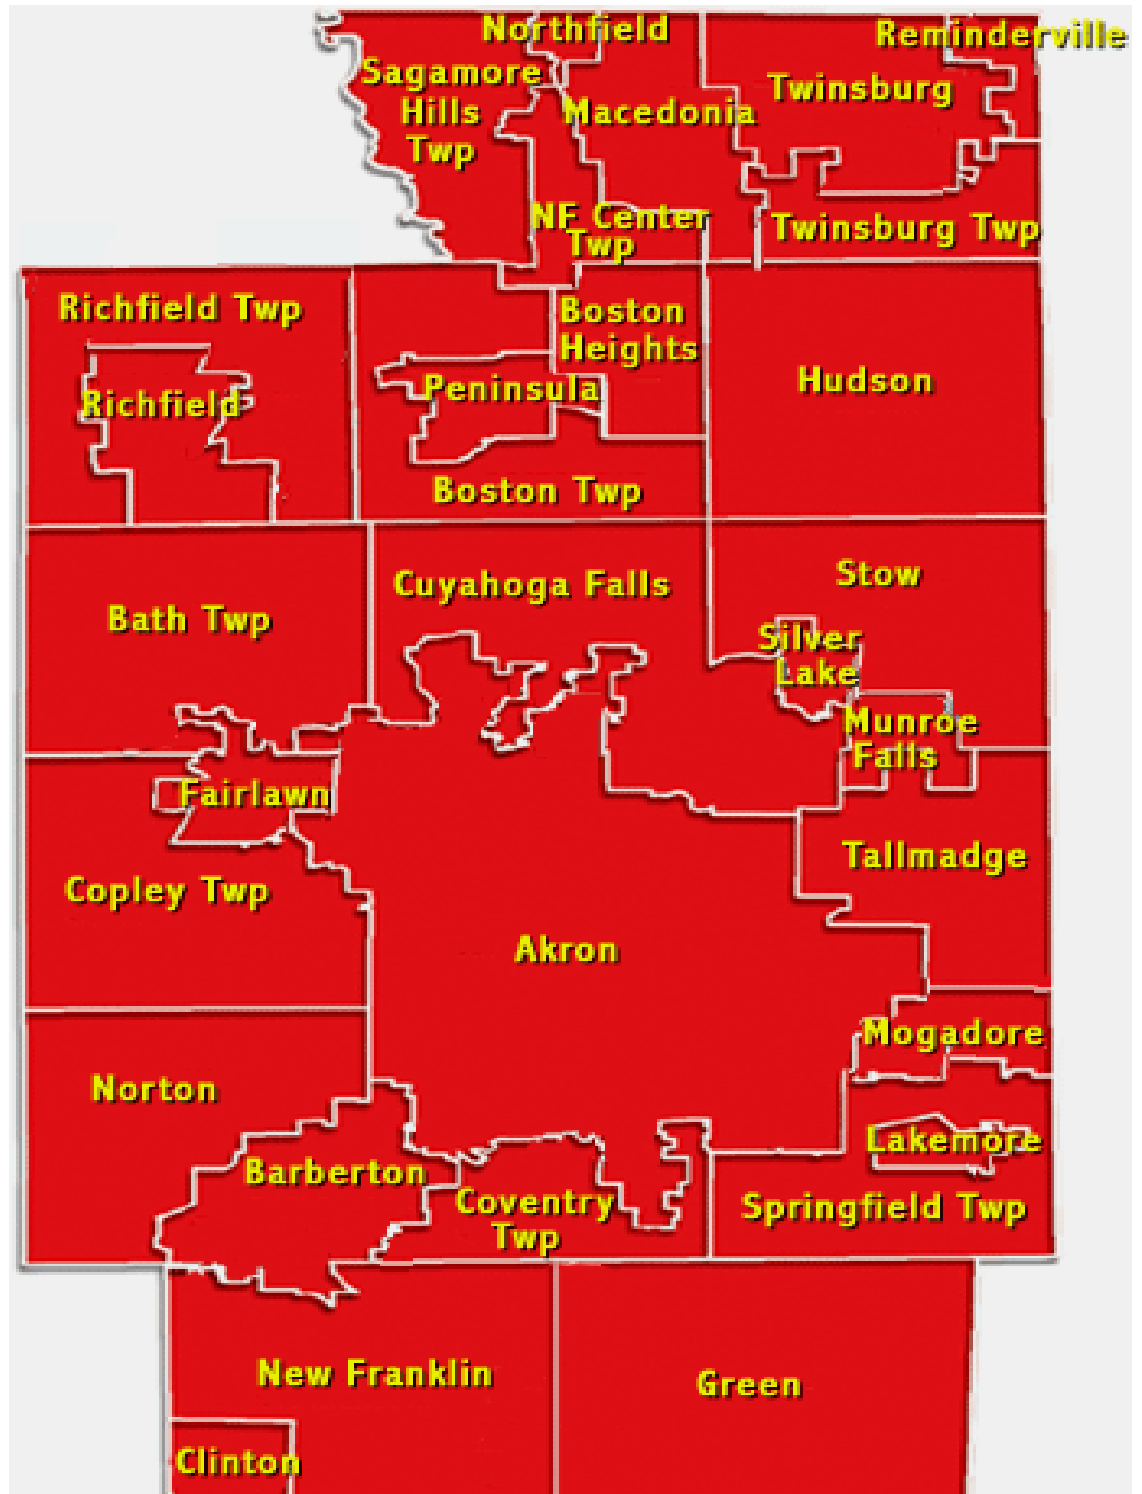 Northfield
Reminderville
Sagamore
Hills
Twp
Twinsburg
Macedonia
NF Center
Twp
Twinsburg Twp
Richfield Twp
Boston
Heights
Hudson
Peninsula
Richfield
Boston Twp
Stow
Cuyahoga Falls
Bath Twp
Silver
Lake
Munroe
Falls
Fairlawn
Tallmadge
Copley Twp
Akron
Mogadore
Norton
Lakemore
Barberton
Coventry
Twp
Springfield Twp
New Franklin
Green
Clinton